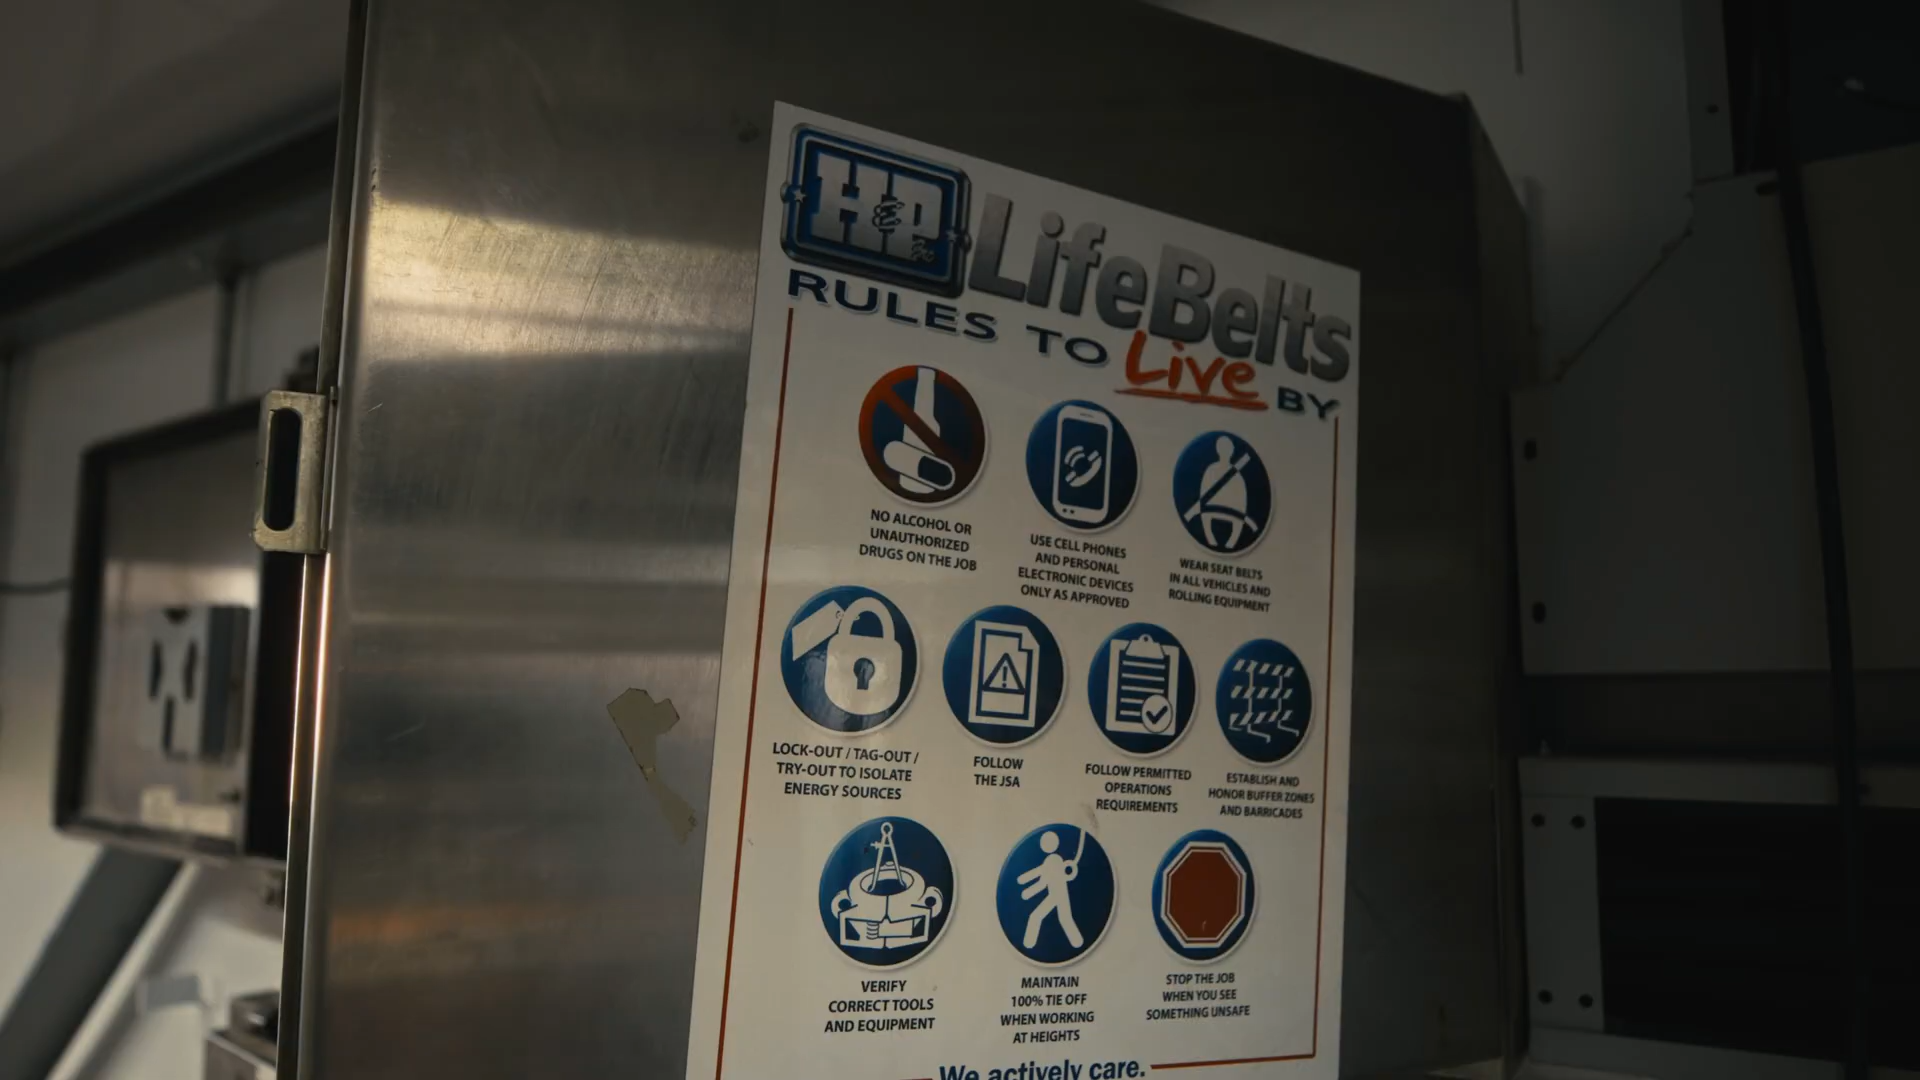 H&P Inc
LifeBelts
RULES TO Live BY
NO ALCOHOL OR
UNAUTHORIZED
DRUGS ON THE JOB
USE CELL PHONES
AND PERSONAL
ELECTRONIC DEVICES
ONLY AS APPROVED
WEAR SEAT BELTS
IN ALL VEHICLES AND
ROLLING EQUIPMENT
LOCK-OUT / TAG-OUT /
TRY-OUT TO ISOLATE
ENERGY SOURCES
FOLLOW
THE JSA
FOLLOW PERMITTED
OPERATIONS
REQUIREMENTS
ESTABLISH AND
HONOR BUFFER ZONES
AND BARRICADES
VERIFY
CORRECT TOOLS
AND EQUIPMENT
MAINTAIN
100% TIE OFF
WHEN WORKING
AT HEIGHTS
STOP THE JOB
WHEN YOU SEE
SOMETHING UNSAFE
We actively care.